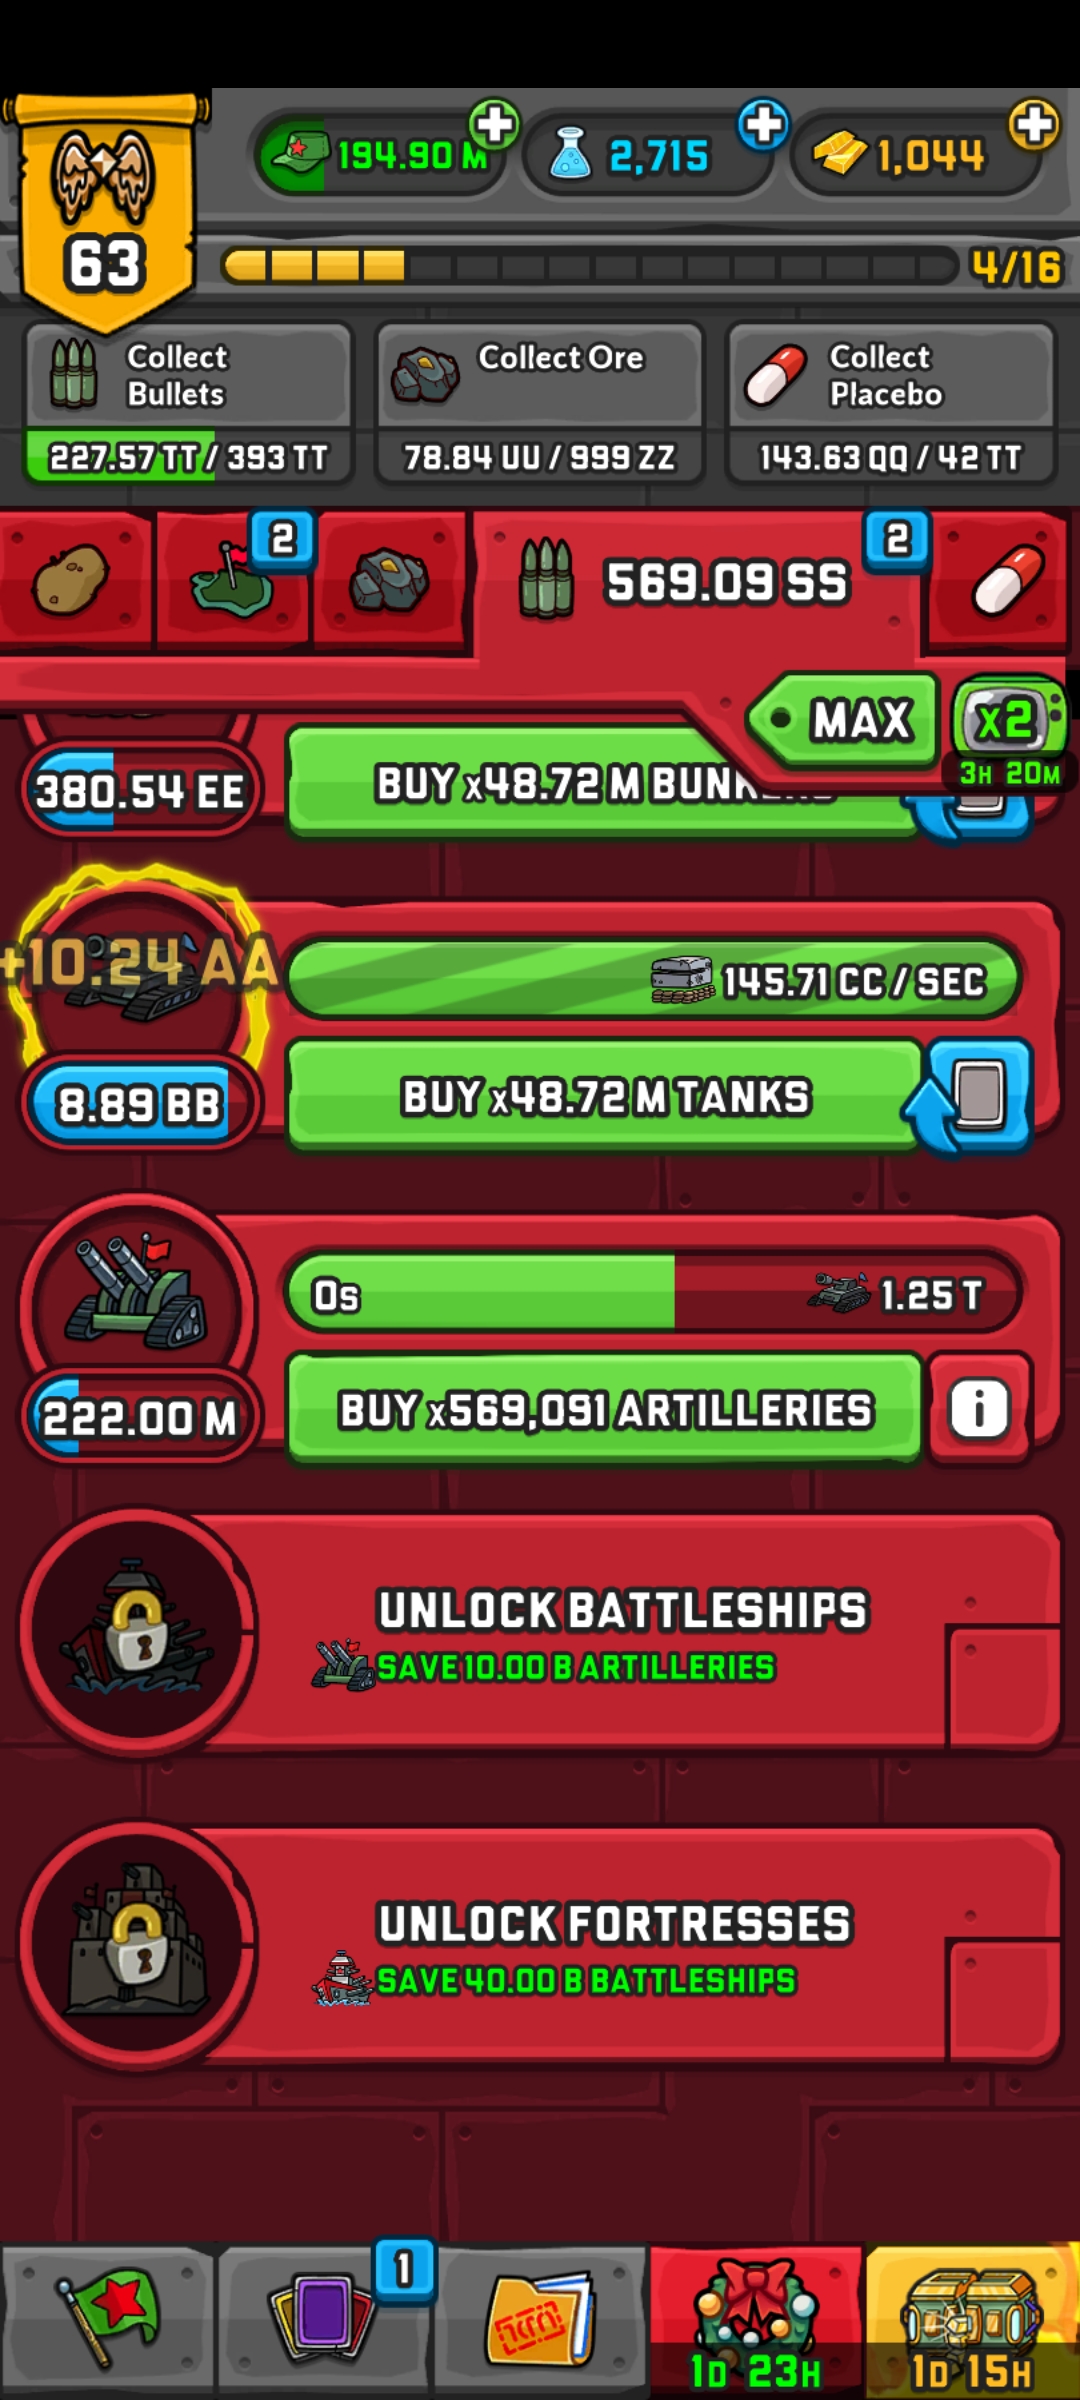 194.90 M
2,715
1,044
63
4/16
Collect
Bullets
227.57 TT / 393 TT
Collect Ore
78.84 UU / 999 ZZ
Collect
Placebo
143.63 QQ / 42 TT
2
569.09 SS
2
MAX
x2
3H 20M
380.54 EE
BUY x48.72 M BUNKERS
+10.24 AA
145.71 CC / SEC
8.89 BB
BUY x48.72 M TANKS
0s
1.25 T
222.00 M
BUY x569,091 ARTILLERIES
i
UNLOCK BATTLESHIPS
SAVE 10.00 B ARTILLERIES
UNLOCK FORTRESSES
SAVE 40.00 B BATTLESHIPS
1
1D 23H
1D 15H